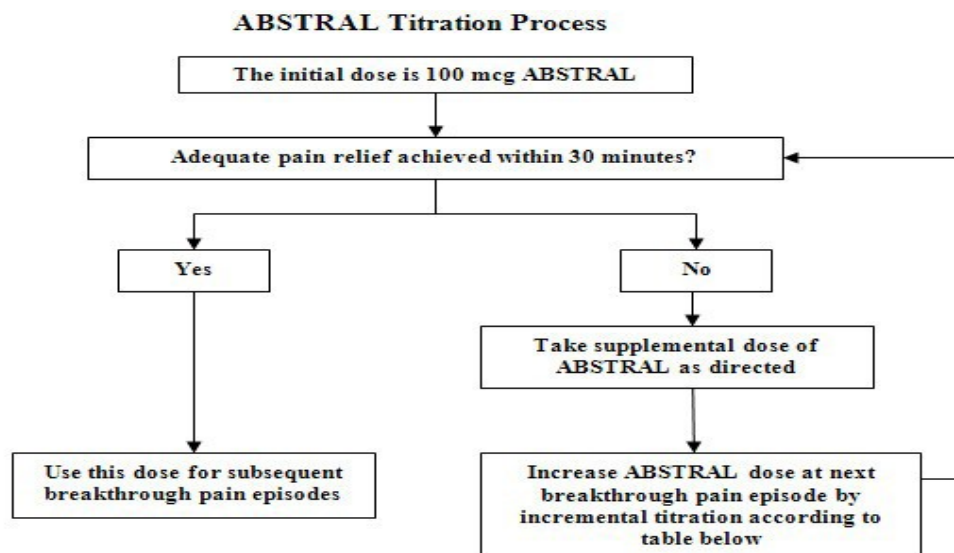 ABSTRAL Titration Process
The initial dose is 100 mcg ABSTRAL
Adequate pain relief achieved within 30 minutes?
Yes
No
Take supplemental dose of
ABSTRAL as directed
Use this dose for subsequent
breakthrough pain episodes
Increase ABSTRAL dose at next
breakthrough pain episode by
incremental titration according to
table below